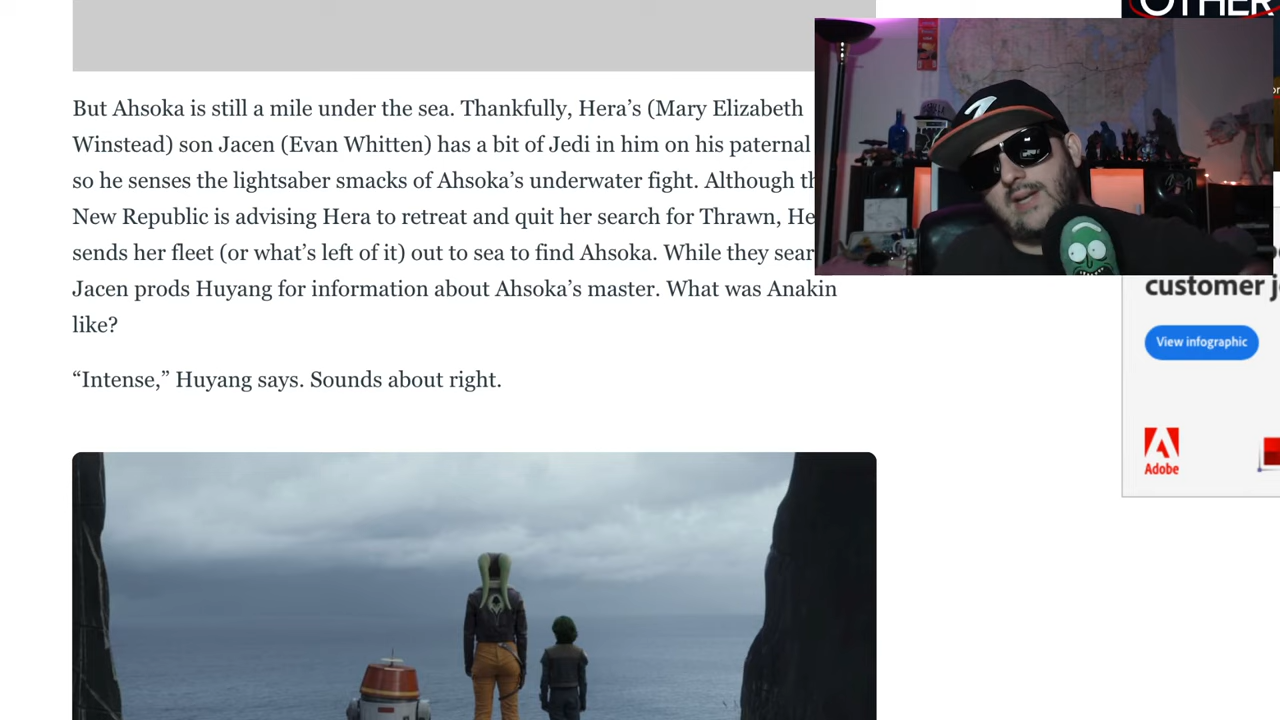 OTHER
But Ahsoka is still a mile under the sea. Thankfully, Hera’s (Mary Elizabeth
Winstead) son Jacen (Evan Whitten) has a bit of Jedi in him on his paternal
so he senses the lightsaber smacks of Ahsoka’s underwater fight. Although
New Republic is advising Hera to retreat and quit her search for Thrawn,
sends her fleet (or what’s left of it) out to sea to find Ahsoka. While they
Jacen prods Huyang for information about Ahsoka’s master. What was Anakin
like?
“Intense,” Huyang says. Sounds about right.
customer
View infographic
Adobe